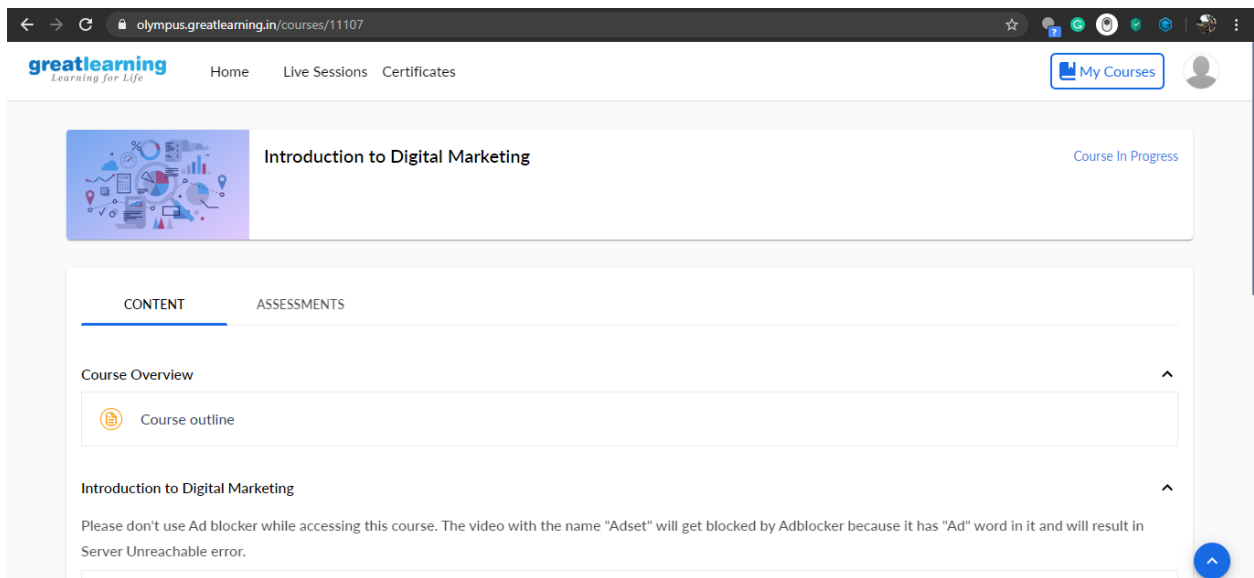 olympus.greatlearning.in/courses/11107
greatlearning
Learning for Life
Home Live Sessions Certificates
My Courses
Introduction to Digital Marketing
Course In Progress
CONTENT ASSESSMENTS
Course Overview
Course outline
Introduction to Digital Marketing
Please don't use Ad blocker while accessing this course. The video with the name "Adset" will get blocked by Adblocker because it has "Ad" word in it and will result in
Server Unreachable error.